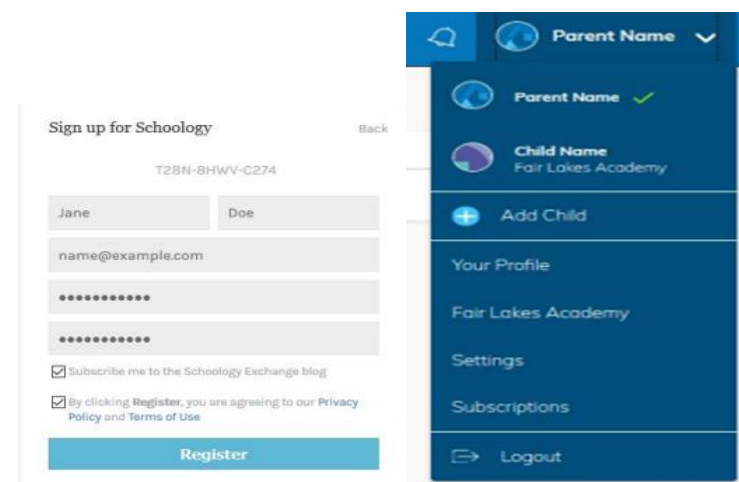 Sign up for Schoology
Back
T28N-8HWV-C274
Jane
Doe
name@example.com
Subscribe me to the Schoology Exchange blog
By clicking Register, you are agreeing to our Privacy
Policy and Terms of Use
Register
Parent Name
Parent Name
Child Name
Fair Lakes Academy
Add Child
Your Profile
Fair Lakes Academy
Settings
Subscriptions
Logout